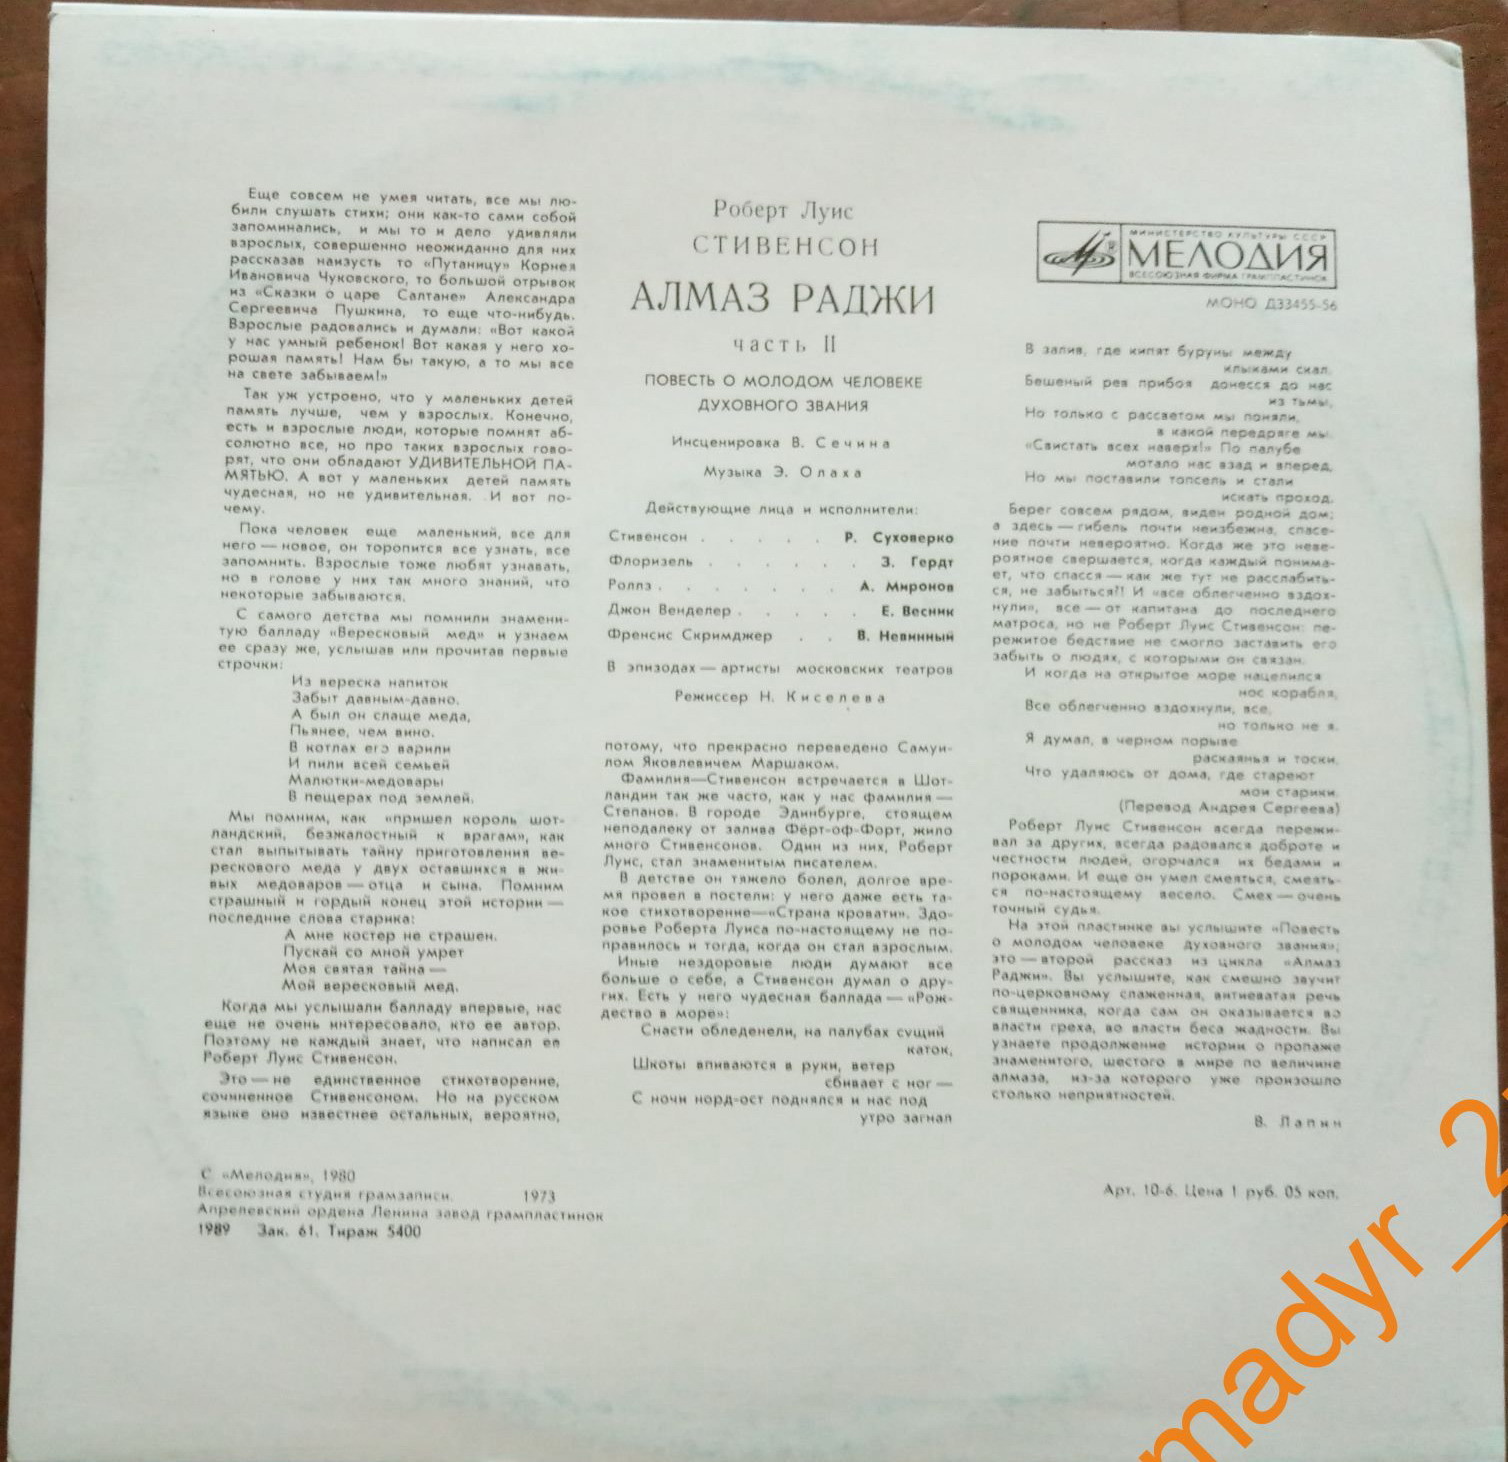 Еще совсем не умея читать, все мы лю-
били слушать стихи; они как-то сами собой
запоминались, и мы то и дело удивляли
взрослых, совершенно неожиданно для них
рассказав наизусть то «Путаницу» Корнея
Ивановича Чуковского, то большой отрывок
из «Сказки о царе Салтане» Александра
Сергеевича Пушкина, то еще что-нибудь.
Взрослые радовались и думали: «Вот какой
у нас умный ребенок! Вот какая у него хо-
рошая память! Нам бы такую, а то мы все
на свете забываем!»
Так уж устроено, что у маленьких детей
память лучше, чем у взрослых. Конечно,
есть и взрослые люди, которые помнят аб-
солютно все, но про таких взрослых гово-
рят, что они обладают УДИВИТЕЛЬНОЙ ПА-
МЯТЬЮ. А вот у маленьких детей память
чудесная, но не удивительная. И вот по-
чему.
Пока человек еще маленький, все для
него — новое, он торопится все узнать, все
запомнить. Взрослые тоже любят узнавать,
но в голове у них так много знаний, что
некоторые забываются.
С самого детства мы помнили знамени-
тую балладу «Вересковый мед» и узнаем
ее сразу же, услышав или прочитав первые
строчки:
Из вереска напиток
Забыт давным-давно.
А был он слаще меда,
Пьянее, чем вино.
В котлах его варили
И пили всей семьей
Малютки-медовары
В пещерах под землей.
Мы помним, как «пришел король шот-
ландский, безжалостный к врагам», как
стал выпытывать тайну приготовления ве-
рескового меда у двух оставшихся в жи-
вых медоваров — отца и сына. Помним
страшный и гордый конец этой истории —
последние слова старика:
А мне костер не страшен.
Пускай со мной умрет
Моя святая тайна —
Мой вересковый мед.
Когда мы услышали балладу впервые, нас
еще не очень интересовало, кто ее автор.
Поэтому не каждый знает, что написал ее
Роберт Луис Стивенсон.
Это — не единственное стихотворение,
сочиненное Стивенсоном. Но на русском
языке оно известнее остальных, вероятно,
Роберт Луис
СТИВЕНСОН
АЛМАЗ РАДЖИ
часть II
ПОВЕСТЬ О МОЛОДОМ ЧЕЛОВЕКЕ
ДУХОВНОГО ЗВАНИЯ
Инсценировка В. Сечина
Музыка Э. Олаха
Действующие лица и исполнители:
Стивенсон . . . . . Р. Суховерко
Флоризель . . . . . . З. Гердт
Роллз . . . . . . А. Миронов
Джон Венделер . . . . . Е. Весник
Френсис Скримджер . . В. Невинный
В эпизодах — артисты московских театров
Режиссер Н. Киселева
потому, что прекрасно переведено Самуи-
лом Яковлевичем Маршаком.
Фамилия—Стивенсон встречается в Шот-
ландии так же часто, как у нас фамилия —
Степанов. В городе Эдинбурге, стоящем
неподалеку от залива Фёрт-оф-Форт, жило
много Стивенсонов. Один из них, Роберт
Луис, стал знаменитым писателем.
В детстве он тяжело болел, долгое вре-
мя провел в постели: у него даже есть та-
кое стихотворение—«Страна кровати». Здо-
ровье Роберта Луиса по-настоящему не по-
правилось и тогда, когда он стал взрослым.
Иные нездоровые люди думают все
больше о себе, а Стивенсон думал о дру-
гих. Есть у него чудесная баллада — «Рож-
дество в море»:
Снасти обледенели, на палубах сущий
каток,
Шкоты впиваются в руки, ветер
сбивает с ног —
С ночи норд-ост поднялся и нас под
утро загнал
МИНИСТЕРСТВО КУЛЬТУРЫ СССР
МЕЛОДИЯ
ВСЕСОЮЗНАЯ ФИРМА ГРАМПЛАСТИНОК
МОНО Д33455-56
В залив, где кипят буруны между
клыками скал.
Бешеный рев прибоя донесся до нас
из тьмы,
Но только с рассветом мы поняли,
в какой передряге мы.
«Свистать всех наверх!» По палубе
мотало нас взад и вперед,
Но мы поставили топсель и стали
искать проход.
Берег совсем рядом, виден родной дом;
а здесь — гибель почти неизбежна, спасе-
ние почти невероятно. Когда же это неве-
роятное свершается, когда каждый понима-
ет, что спасся — как же тут не расслабить-
ся, не забыться?! И «все облегченно вздох-
нули», все — от капитана до последнего
матроса, но не Роберт Луис Стивенсон: пе-
режитое бедствие не смогло заставить его
забыть о людях, с которыми он связан.
И когда на открытое море нацелился
нос корабля,
Все облегченно вздохнули, все,
но только не я.
Я думал, в черном порыве
раскаянья и тоски,
Что удаляюсь от дома, где стареют
мои старики.
(Перевод Андрея Сергеева)
Роберт Луис Стивенсон всегда пережи-
вал за других, всегда радовался доброте и
честности людей, огорчался их бедами и
пороками. И еще он умел смеяться, смеять-
ся по-настоящему весело. Смех — очень
точный судья.
На этой пластинке вы услышите «Повесть
о молодом человеке духовного звания»;
это — второй рассказ из цикла «Алмаз
Раджи». Вы услышите, как смешно звучит
по-церковному слаженная, витиеватая речь
священника, когда сам он оказывается во
власти греха, во власти беса жадности. Вы
узнаете продолжение истории о пропаже
знаменитого, шестого в мире по величине
алмаза, из-за которого уже произошло
столько неприятностей.
В. Лапин
С «Мелодия», 1980
Всесоюзная студия грамзаписи. 1973
Апрелевский ордена Ленина завод грампластинок
1989 Зак. 61. Тираж 5400
Арт. 10-6. Цена 1 руб. 05 коп.
madyr_2